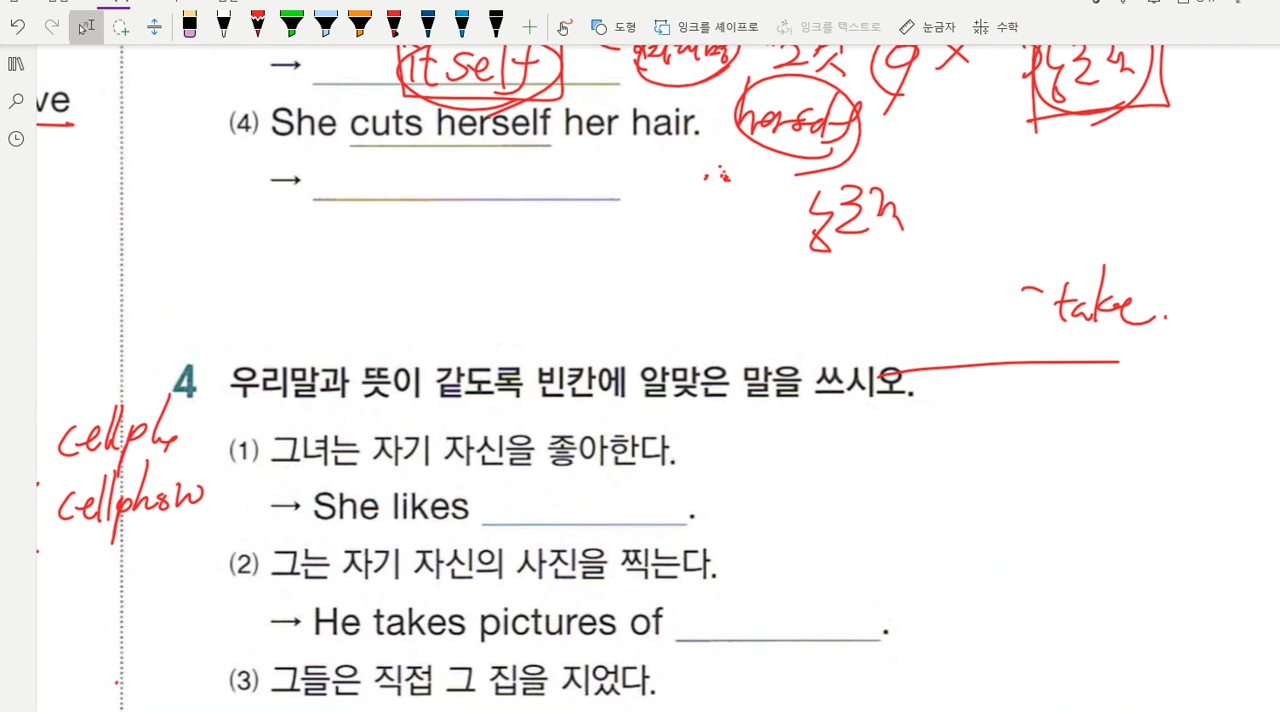 도형 잉크를 셰이프로 잉크를 텍스트로 눈금자 수학
itself
ve
(4) She cuts herself her hair. herself
→
take.
4 우리말과 뜻이 같도록 빈칸에 알맞은 말을 쓰시오.
(1) 그녀는 자기 자신을 좋아한다.
→ She likes .
(2) 그는 자기 자신의 사진을 찍는다.
→ He takes pictures of .
(3) 그들은 직접 그 집을 지었다.